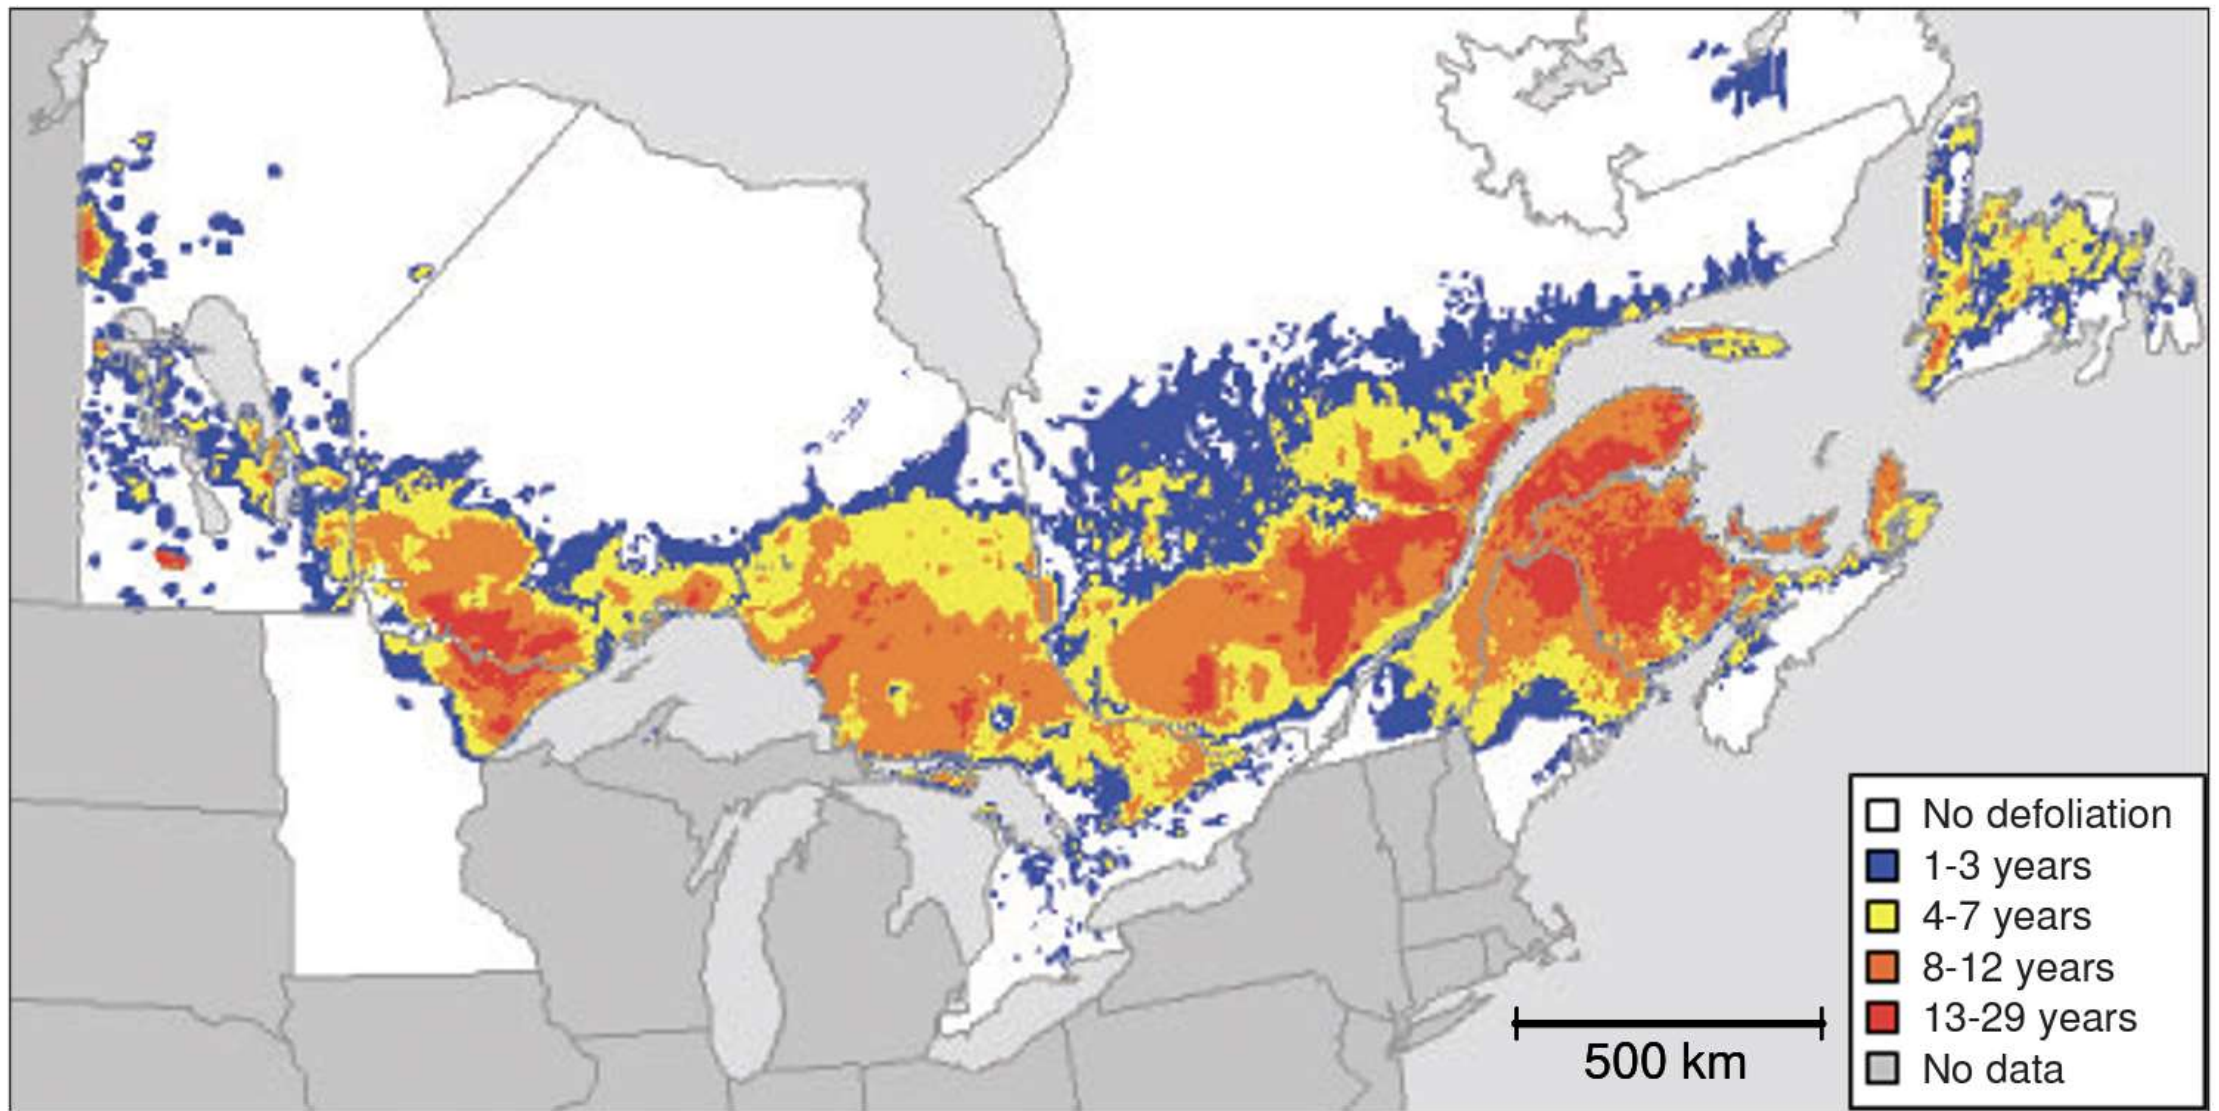 No defoliation
1-3 years
4-7 years
8-12 years
13-29 years
No data
500 km